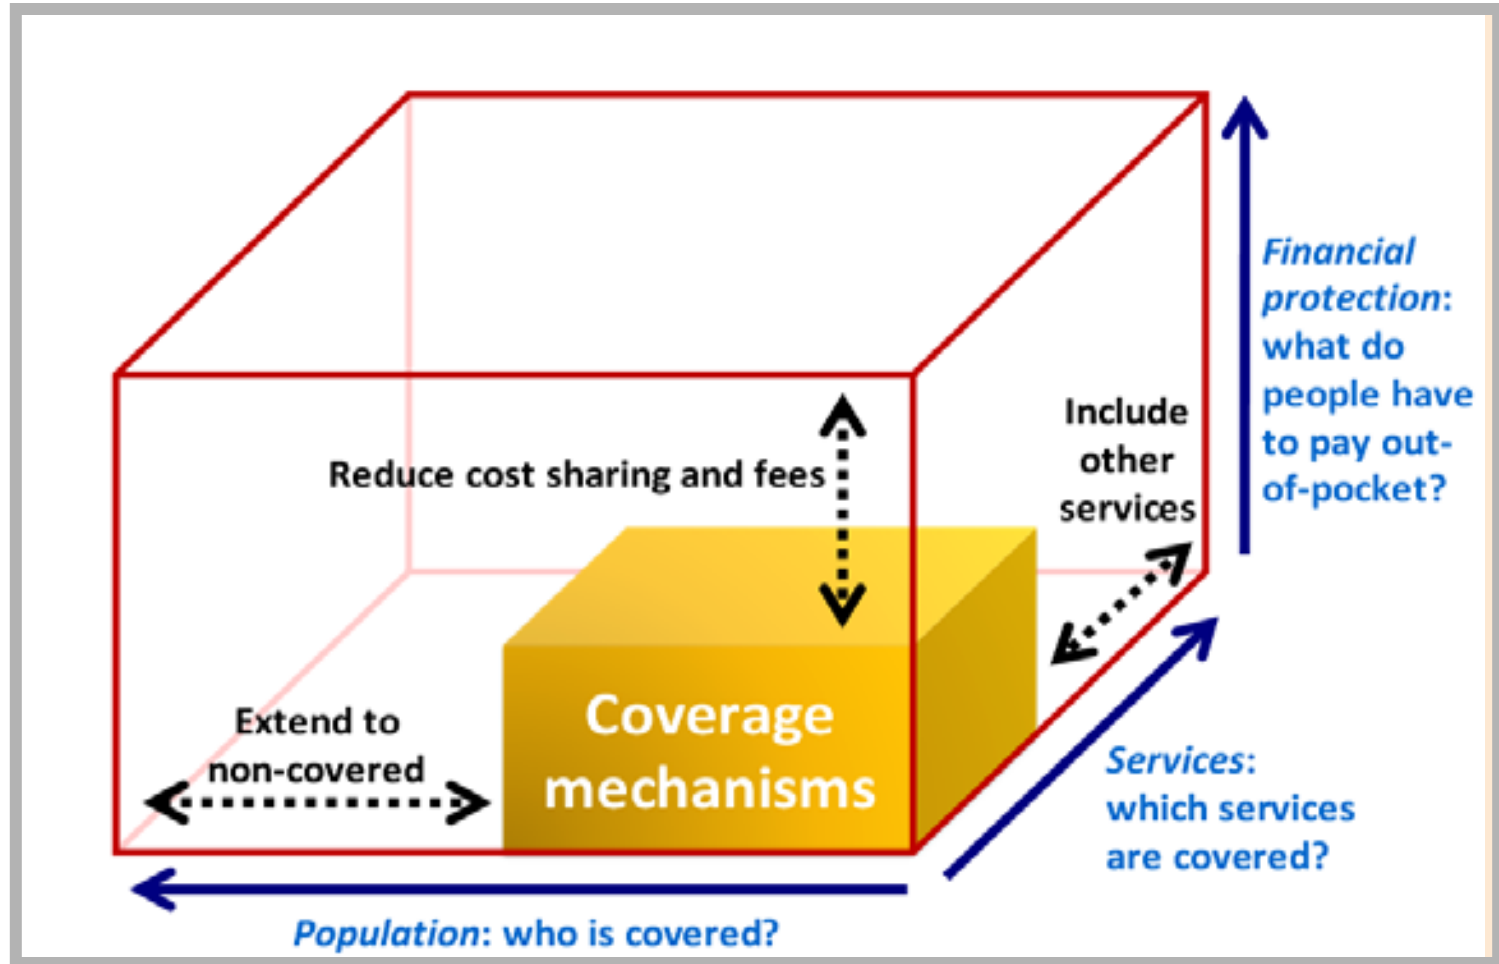 Financial
protection:
what do
people have
to pay out-
of-pocket?
Include
other
services
Reduce cost sharing and fees
Extend to
non-covered
Coverage
mechanisms
Services:
which services
are covered?
Population: who is covered?